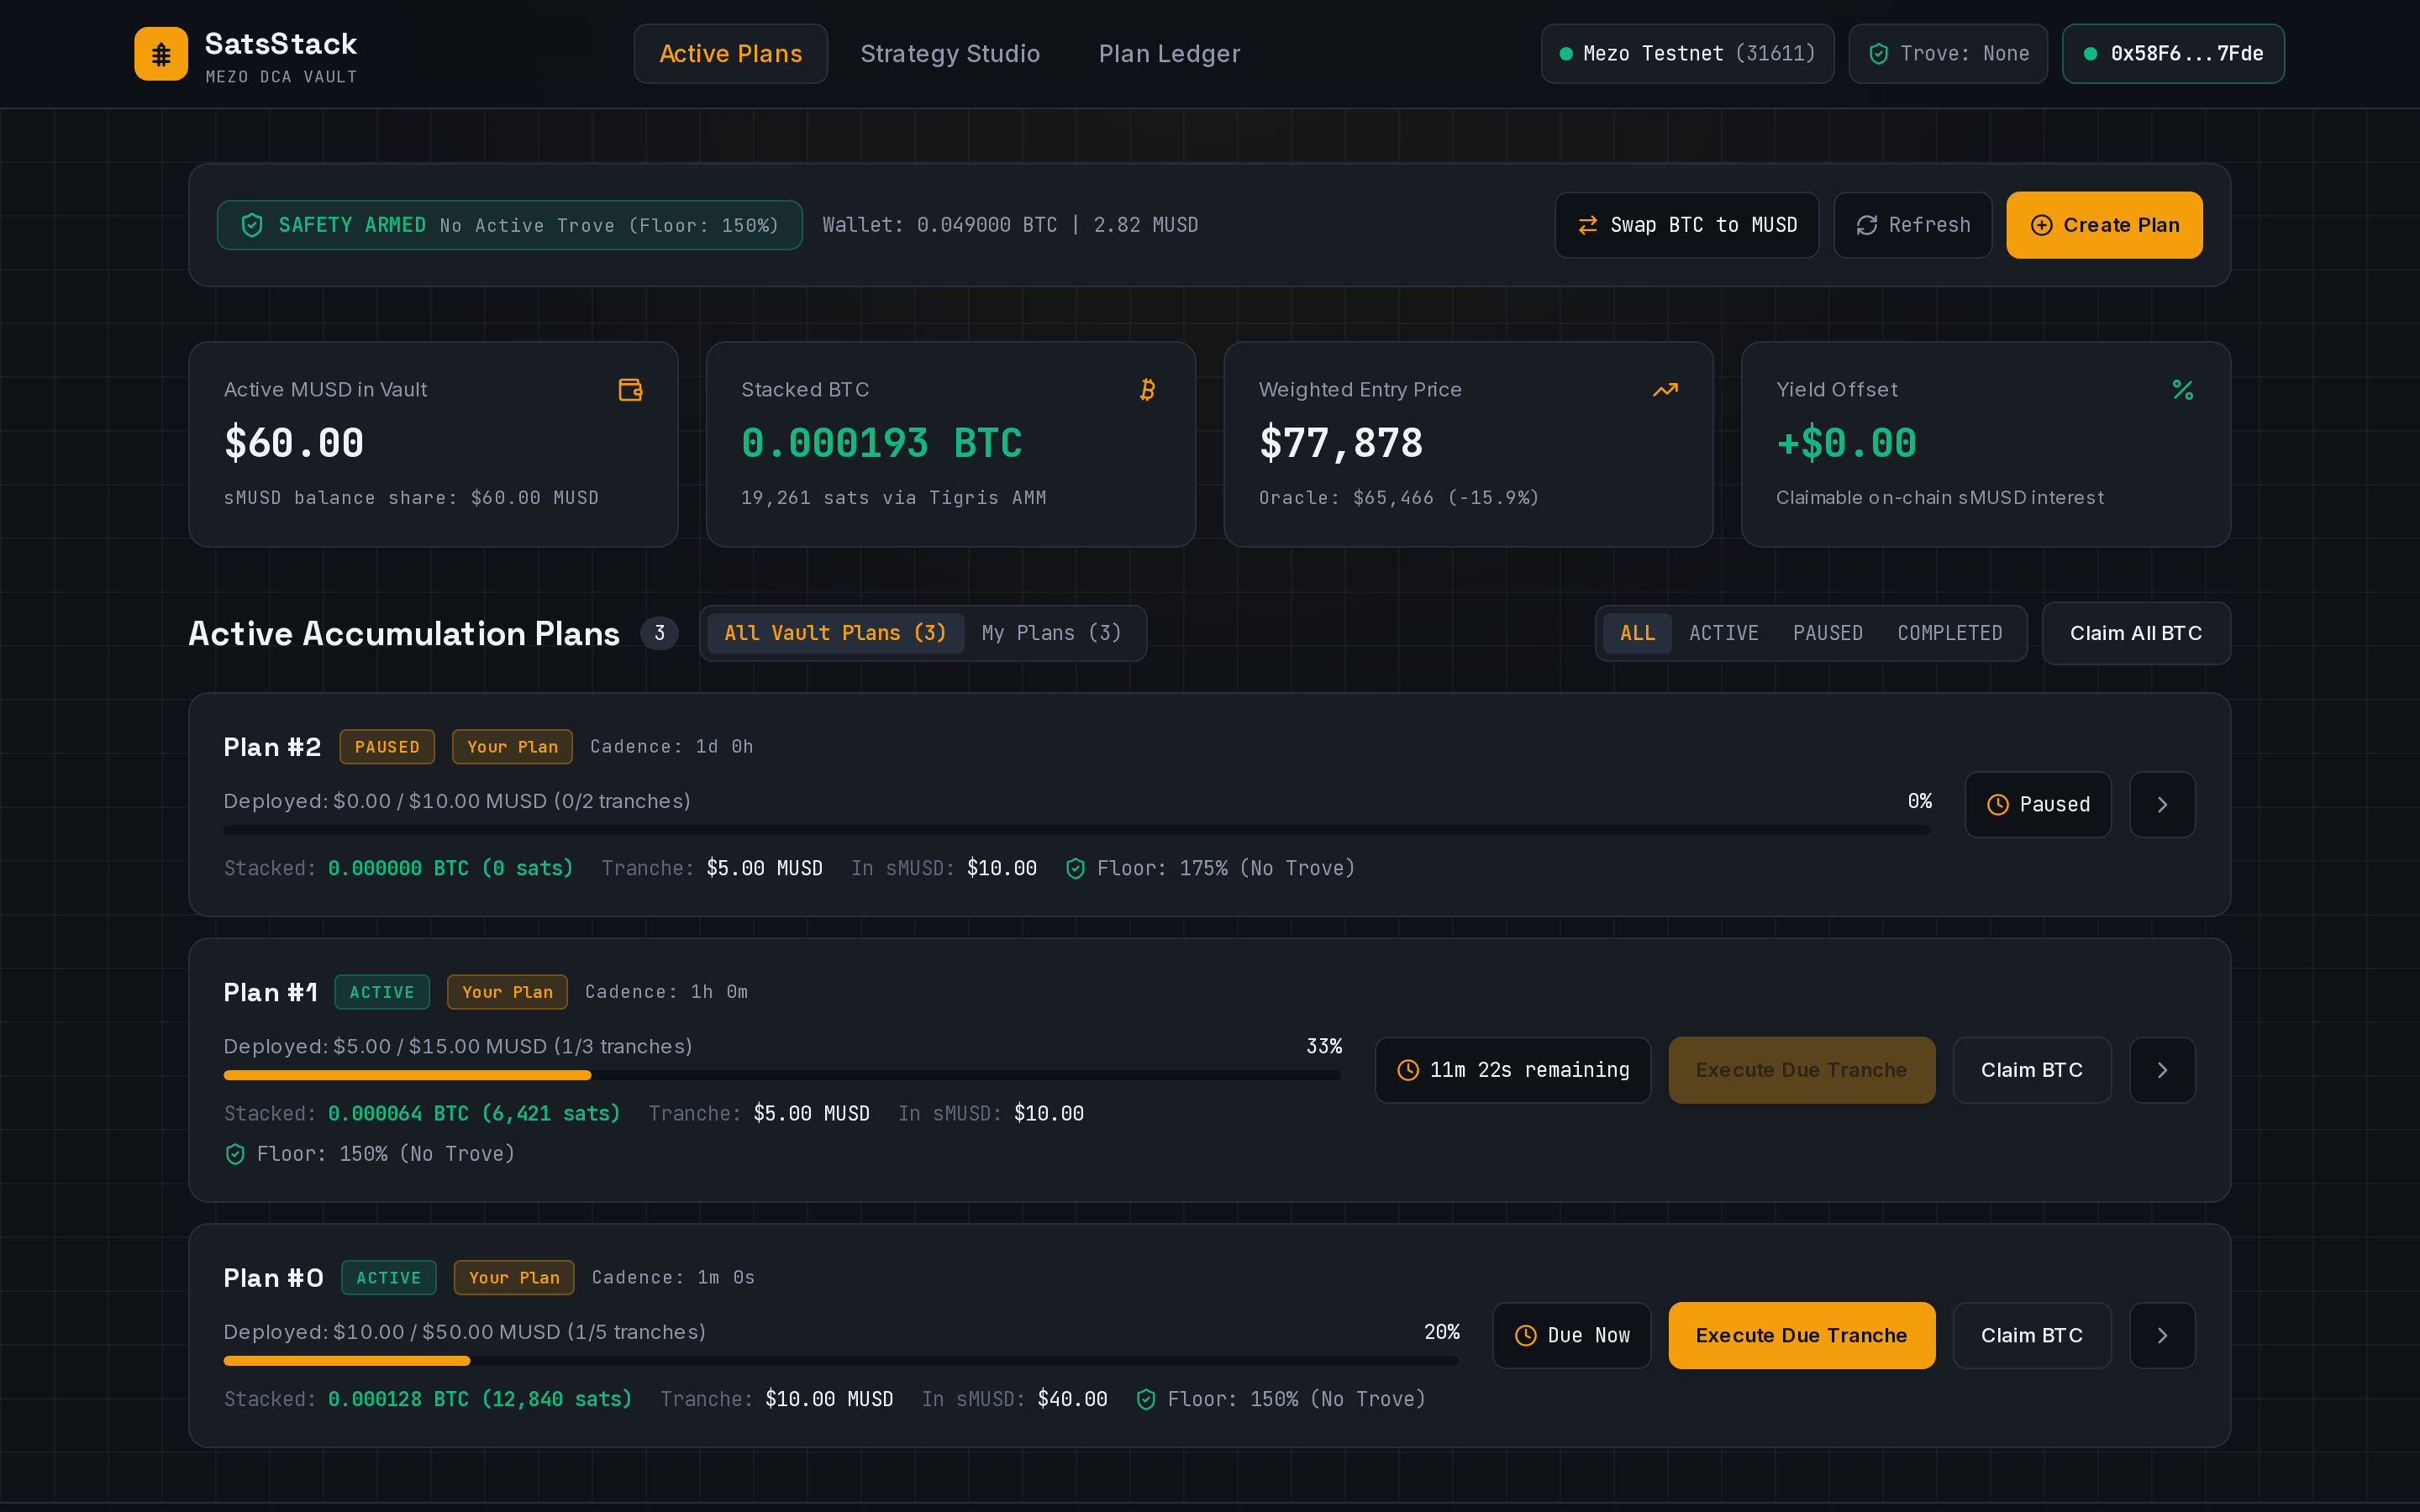 SatsStack
MEZO DCA VAULT
Active Plans
Strategy Studio
Plan Ledger
Mezo Testnet (31611)
Trove: None
0x58F6...7Fde
SAFETY ARMED No Active Trove (Floor: 150%)
Wallet: 0.049000 BTC | 2.82 MUSD
Swap BTC to MUSD
Refresh
Create Plan
Active MUSD in Vault
$60.00
sMUSD balance share: $60.00 MUSD
Stacked BTC
0.000193 BTC
19,261 sats via Tigris AMM
Weighted Entry Price
$77,878
Oracle: $65,466 (-15.9%)
Yield Offset
+$0.00
Claimable on-chain sMUSD interest
Active Accumulation Plans 3
All Vault Plans (3)
My Plans (3)
ALL
ACTIVE
PAUSED
COMPLETED
Claim All BTC
Plan #2 PAUSED Your Plan Cadence: 1d 0h
Deployed: $0.00 / $10.00 MUSD (0/2 tranches) 0%
Stacked: 0.000000 BTC (0 sats) Tranche: $5.00 MUSD In sMUSD: $10.00 Floor: 175% (No Trove)
Paused
Plan #1 ACTIVE Your Plan Cadence: 1h 0m
Deployed: $5.00 / $15.00 MUSD (1/3 tranches) 33%
Stacked: 0.000064 BTC (6,421 sats) Tranche: $5.00 MUSD In sMUSD: $10.00
Floor: 150% (No Trove)
11m 22s remaining
Execute Due Tranche
Claim BTC
Plan #0 ACTIVE Your Plan Cadence: 1m 0s
Deployed: $10.00 / $50.00 MUSD (1/5 tranches) 20%
Stacked: 0.000128 BTC (12,840 sats) Tranche: $10.00 MUSD In sMUSD: $40.00 Floor: 150% (No Trove)
Due Now
Execute Due Tranche
Claim BTC